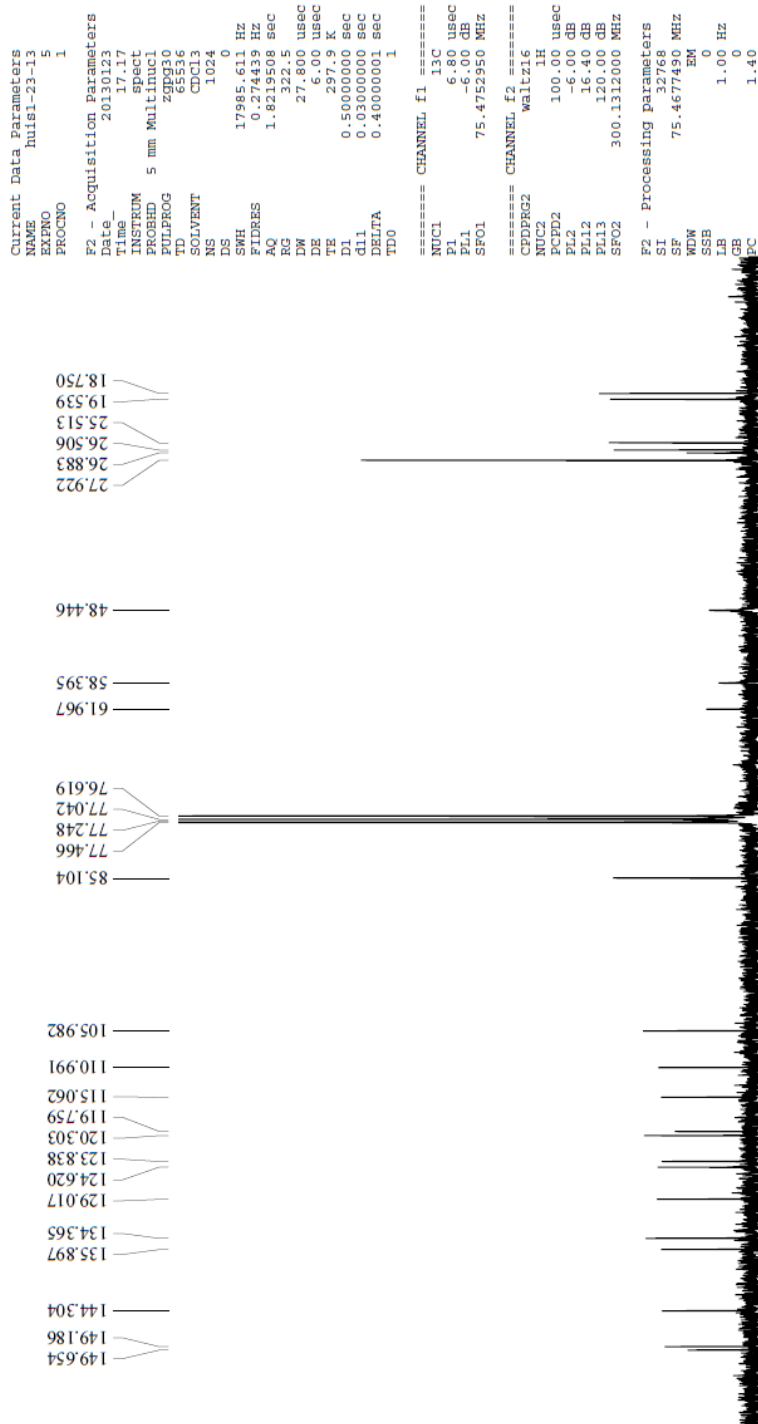 Current Data Parameters
NAME huisl-23-13
EXPNO 5
PROCNO 1
F2 - Acquisition Parameters
Date_ 20130123
Time 17.17
INSTRUM spect
PROBHD 5 mm Multinucl
PULPROG zgpg30
TD 65536
SOLVENT CDCl3
NS 1024
DS 0
SWH 17985.611 Hz
FIDRES 0.274439 Hz
AQ 1.8219508 sec
RG 322.5
DW 27.800 usec
DE 6.00 usec
TE 297.9 K
D1 0.50000000 sec
d11 0.03000000 sec
DELTA 0.40000001 sec
TD0 1
======== CHANNEL f1 ========
NUC1 13C
P1 6.80 usec
PL1 -6.00 dB
SFO1 75.4752950 MHz
======== CHANNEL f2 ========
CPDPRG2 waltz16
NUC2 1H
PCPD2 100.00 usec
PL2 -6.00 dB
PL12 16.40 dB
PL13 120.00 dB
SFO2 300.1312000 MHz
F2 - Processing parameters
SI 32768
SF 75.4677490 MHz
WDW EM
SSB 0
LB 1.00 Hz
GB 0
PC 1.40
18.750
19.539
25.513
26.506
26.883
27.922
48.446
58.395
61.967
76.619
77.042
77.248
77.466
85.104
105.982
110.991
115.062
119.759
120.303
123.838
124.620
129.017
134.365
135.897
144.304
149.186
149.654